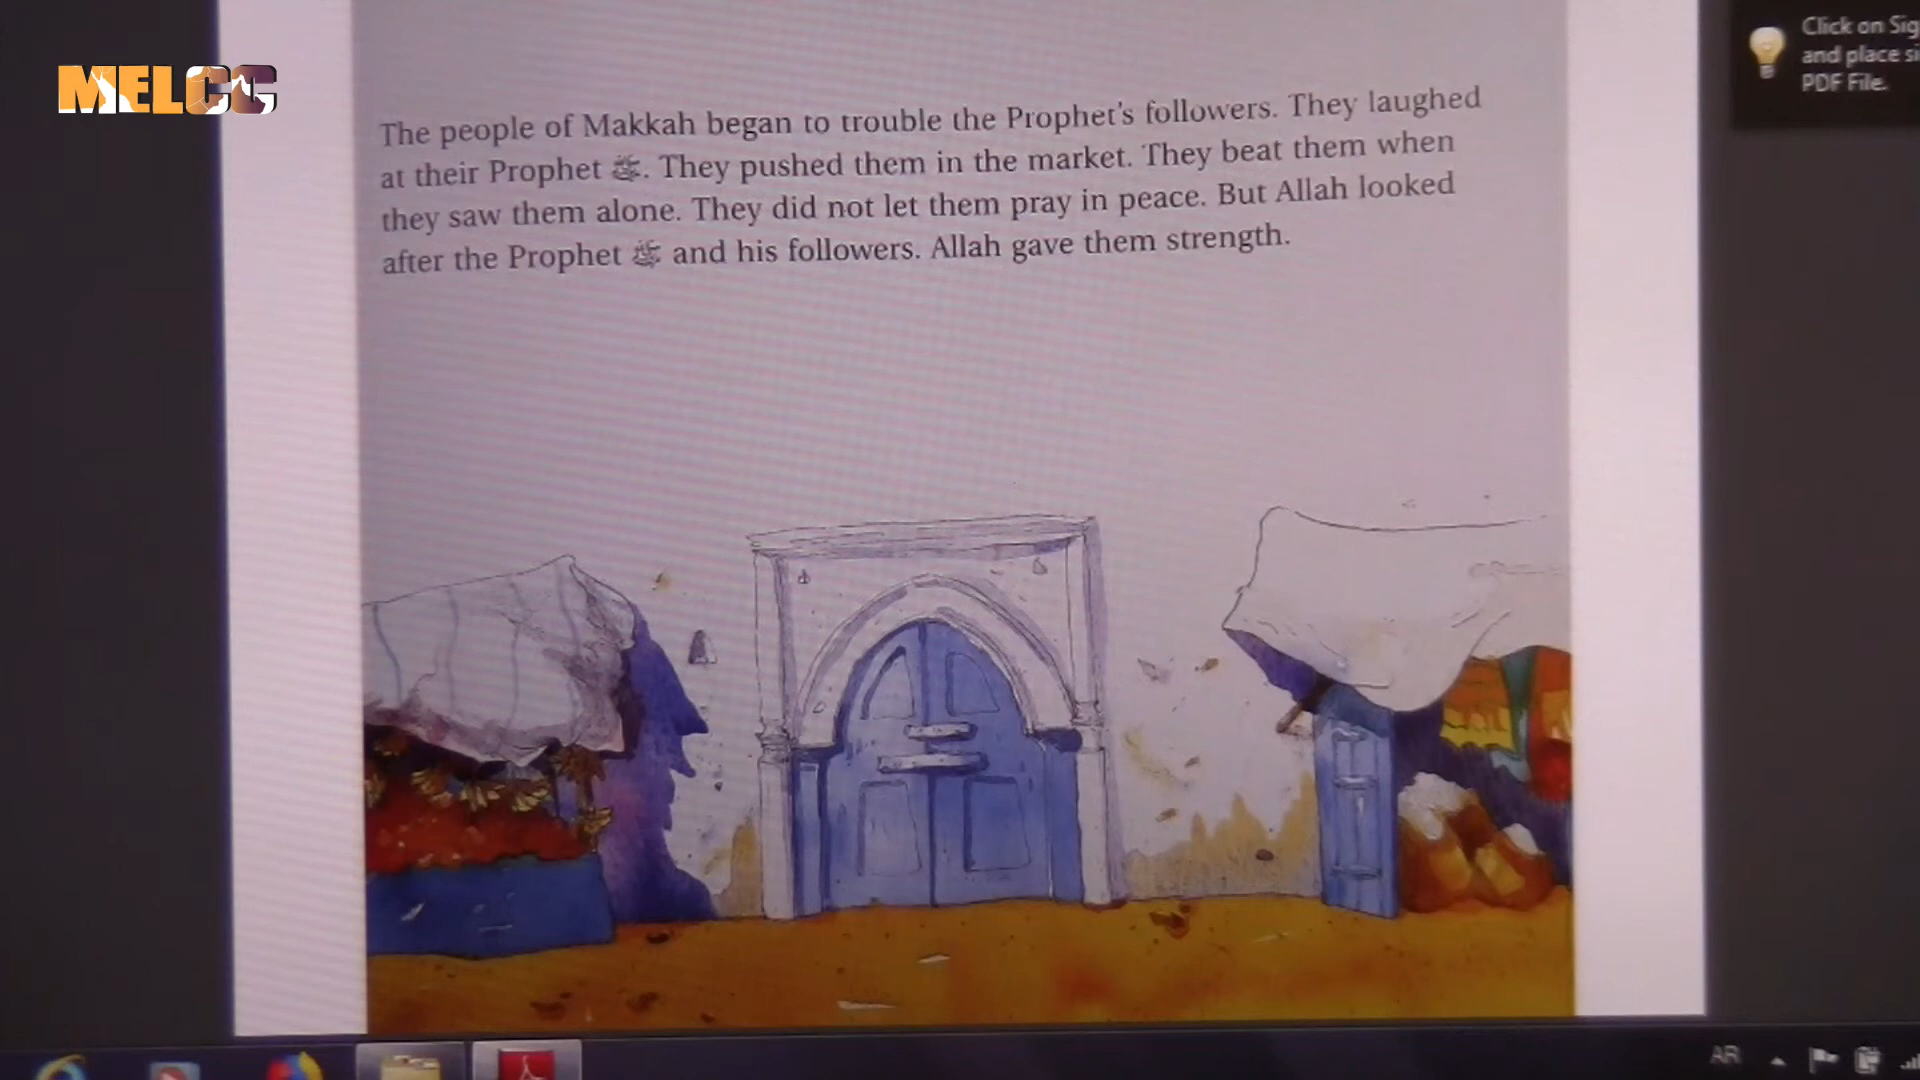 MELCC
Click on Sig
and place si
PDF File.
The people of Makkah began to trouble the Prophet's followers. They laughed
at their Prophet ﷺ. They pushed them in the market. They beat them when
they saw them alone. They did not let them pray in peace. But Allah looked
after the Prophet ﷺ and his followers. Allah gave them strength.
AR